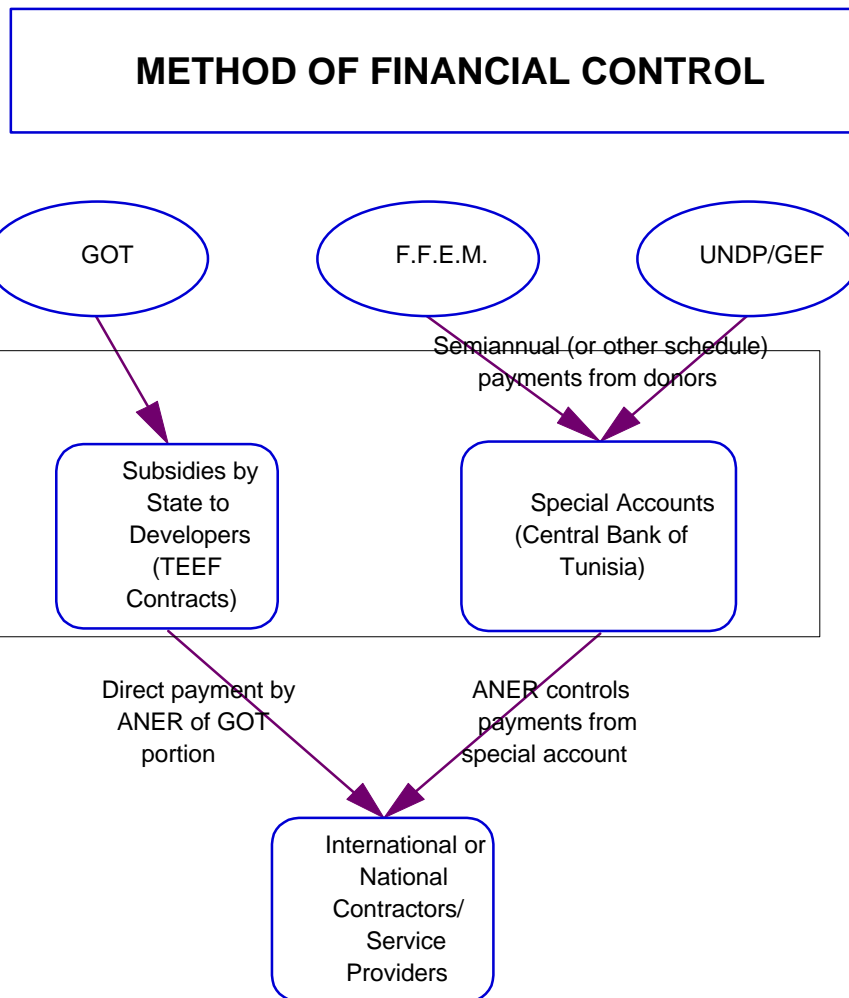 METHOD OF FINANCIAL CONTROL
GOT
F.F.E.M.
UNDP/GEF
Semiannual (or other schedule)
payments from donors
Subsidies by
State to
Developers
(TEEF
Contracts)
Special Accounts
(Central Bank of
Tunisia)
Direct payment by
ANER of GOT
portion
ANER controls
payments from
special account
International or
National
Contractors/
Service
Providers